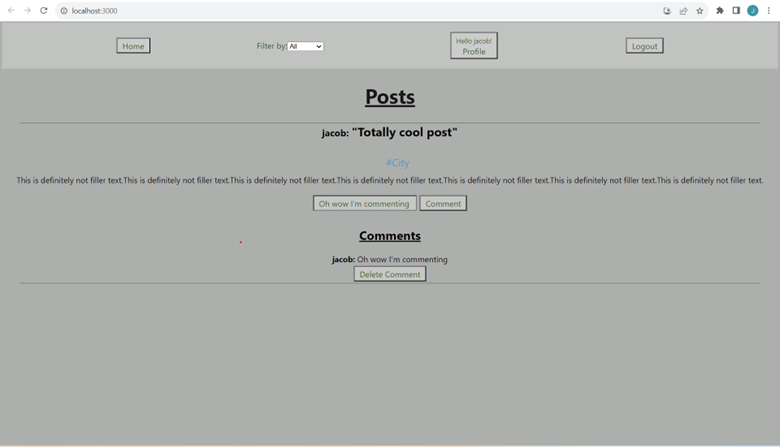 localhost:3000
J
Home
Filter by: All
Hello jacob!
Profile
Logout
Posts
jacob: "Totally cool post"
#City
This is definitely not filler text.This is definitely not filler text.This is definitely not filler text.This is definitely not filler text.This is definitely not filler text.This is definitely not filler text.This is definitely not filler text.
Oh wow I'm commenting Comment
Comments
jacob: Oh wow I'm commenting
Delete Comment